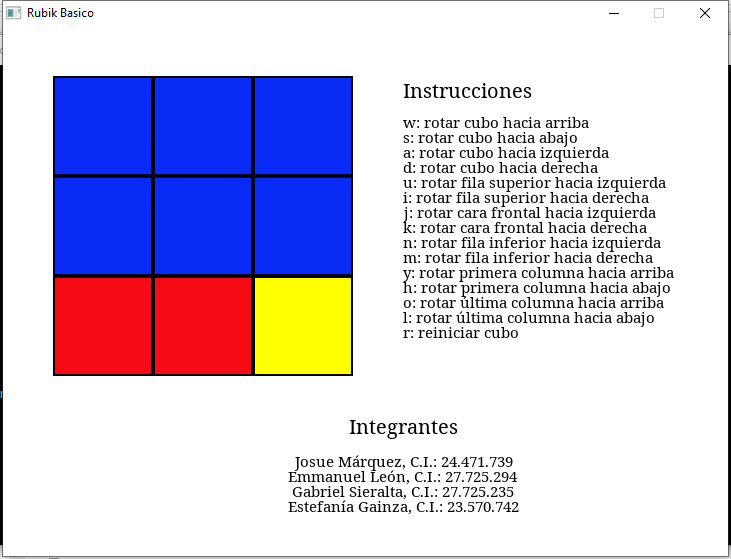 Rubik Basico
Instrucciones
w: rotar cubo hacia arriba
s: rotar cubo hacia abajo
a: rotar cubo hacia izquierda
d: rotar cubo hacia derecha
u: rotar fila superior hacia izquierda
i: rotar fila superior hacia derecha
j: rotar cara frontal hacia izquierda
k: rotar cara frontal hacia derecha
n: rotar fila inferior hacia izquierda
m: rotar fila inferior hacia derecha
y: rotar primera columna hacia arriba
h: rotar primera columna hacia abajo
o: rotar última columna hacia arriba
l: rotar última columna hacia abajo
r: reiniciar cubo
Integrantes
Josue Márquez, C.I.: 24.471.739
Emmanuel León, C.I.: 27.725.294
Gabriel Sieralta, C.I.: 27.725.235
Estefanía Gainza, C.I.: 23.570.742